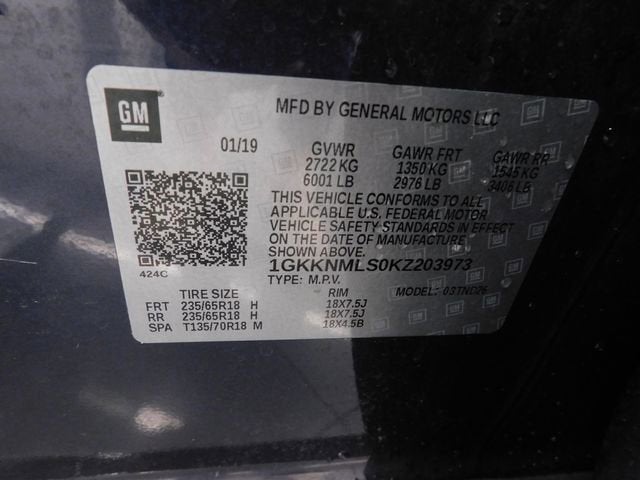 GM
MFD BY GENERAL MOTORS LLC
01/19 GVWR GAWR FRT GAWR RR
2722 KG 1350 KG 1545 KG
6001 LB 2976 LB 3406 LB
THIS VEHICLE CONFORMS TO ALL
APPLICABLE U.S. FEDERAL MOTOR
VEHICLE SAFETY STANDARDS IN EFFECT
ON THE DATE OF MANUFACTURE
SHOWN ABOVE.
1GKKNMLS0KZ203973
424C
TYPE: M.P.V. MODEL: 03TND26
TIRE SIZE RIM
FRT 235/65R18 H 18X7.5J
RR 235/65R18 H 18X7.5J
SPA T135/70R18 M 18X4.5B